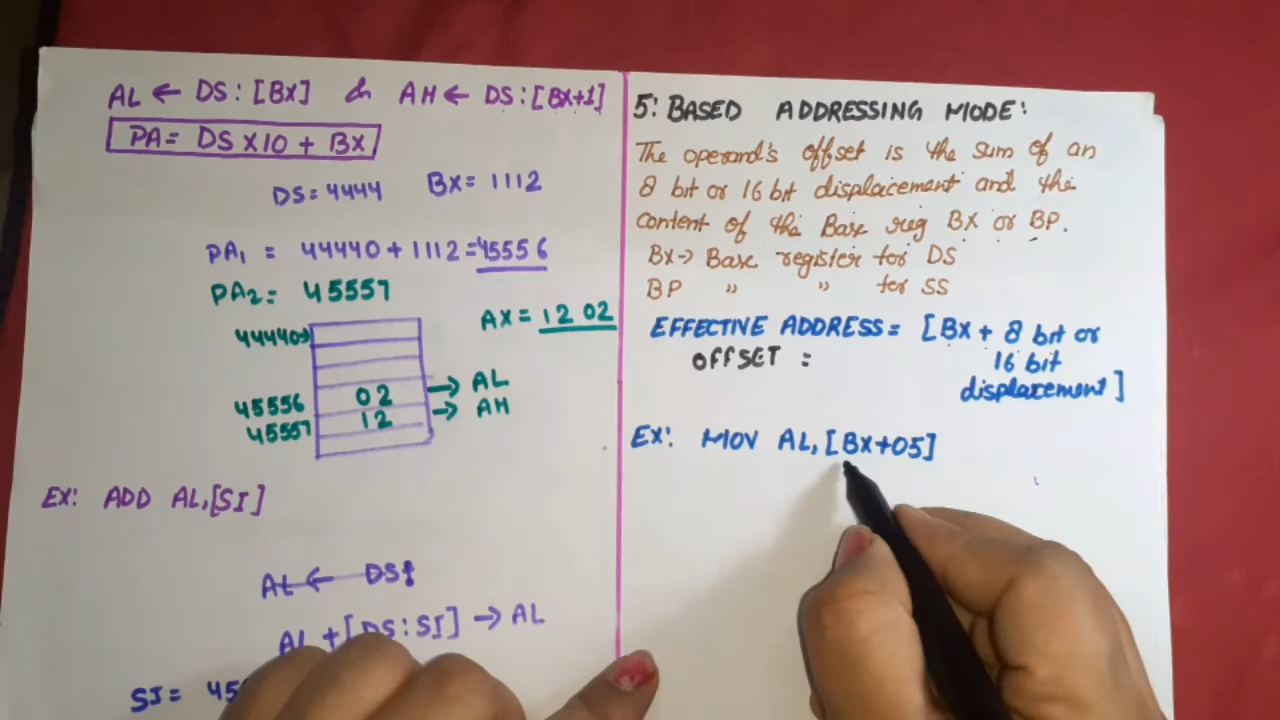 AL ← DS : [BX] & AH ← DS : [BX+1]
PA = DS X 10 + BX
DS = 4444 BX = 1112
PA1 = 44440 + 1112 = 45556
PA2 = 45557
AX = 12 02
44440
02 → AL
45556
12 → AH
45557
EX: ADD AL,[SI]
AL ← DS:
AL + [DS : SI] → AL
SI = 45
5: BASED ADDRESSING MODE :
The operand's offset is the sum of an
8 bit or 16 bit displacement and the
content of the Base reg BX or BP.
BX → Base register for DS
BP " " for SS
EFFECTIVE ADDRESS = [BX + 8 bit or
OFFSET : 16 bit
displacement]
EX: MOV AL, [BX+05]